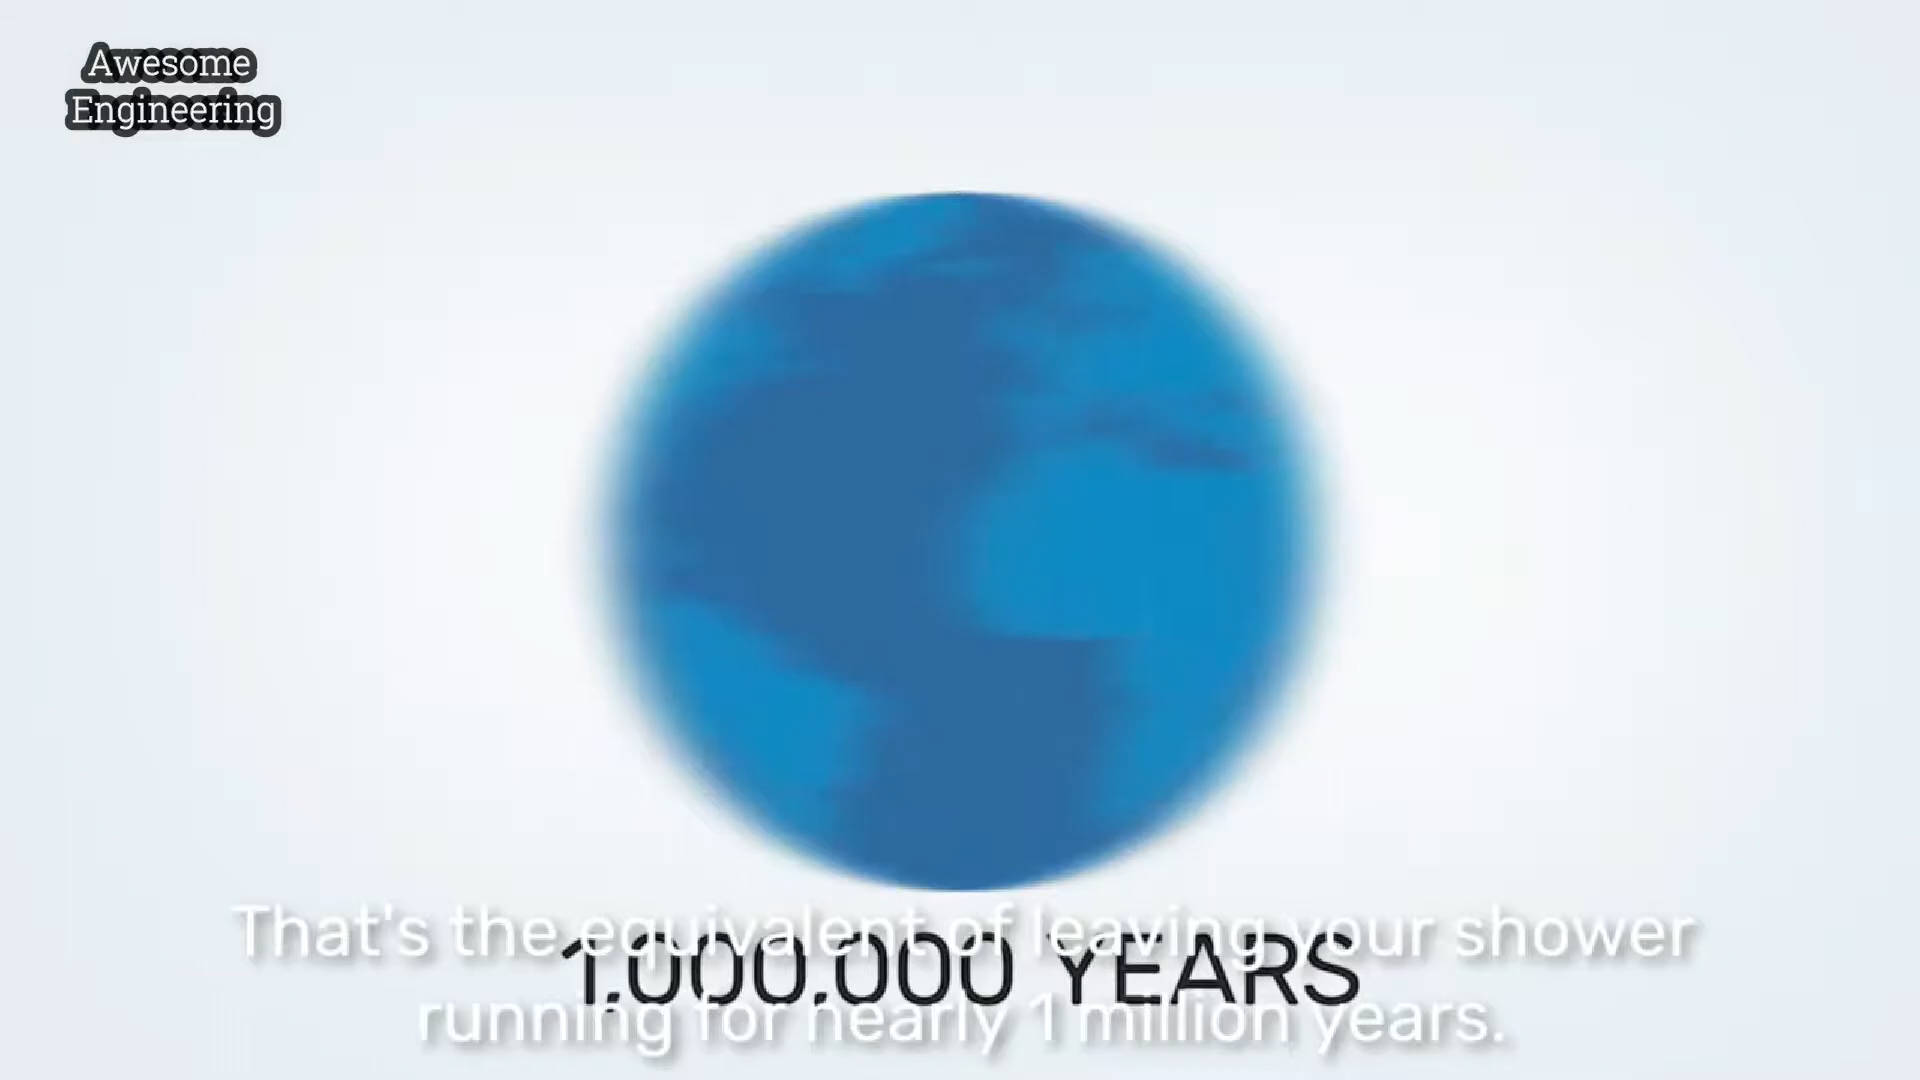 Awesome
Engineering
1,000,000 YEARS
That's the equivalent of leaving your shower
running for nearly 1 million years.